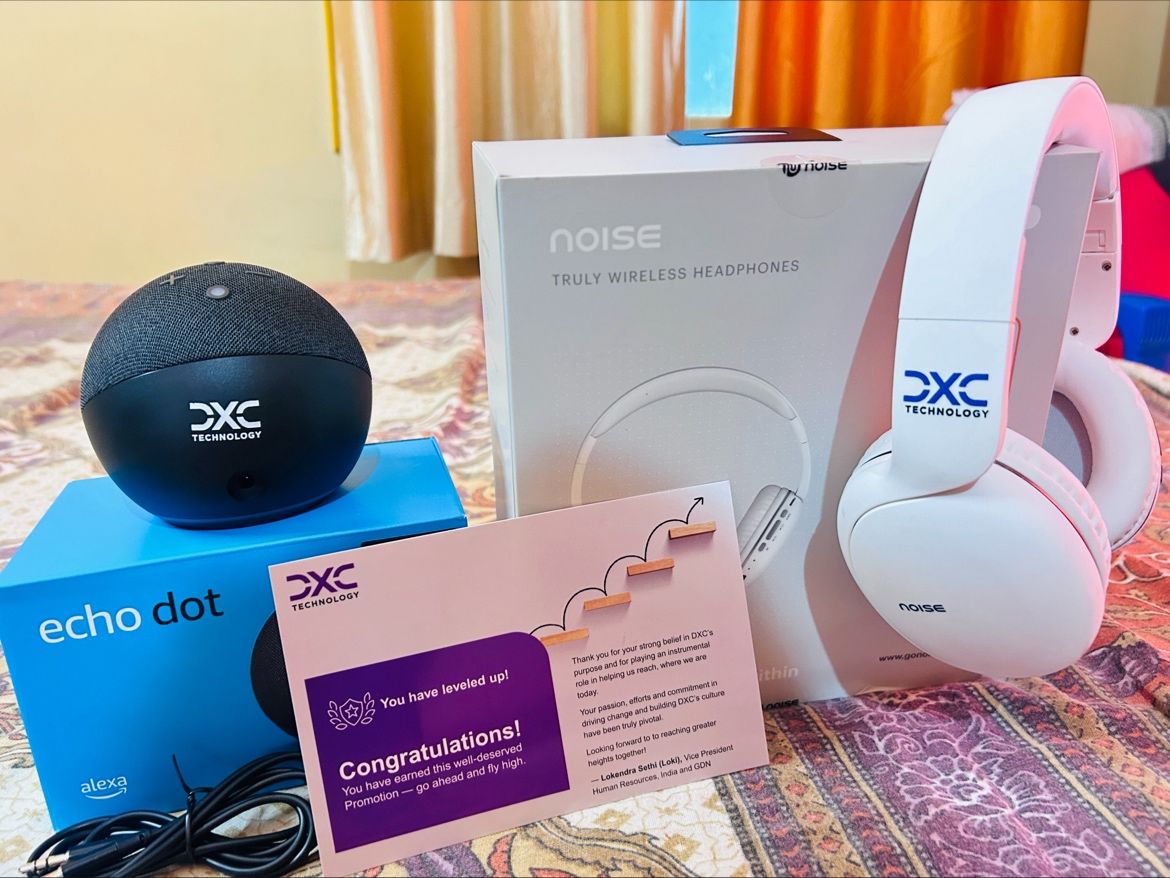 noise
NOISE
TRULY WIRELESS HEADPHONES
DXC
TECHNOLOGY
DXC
TECHNOLOGY
echo dot
alexa
DXC
TECHNOLOGY
You have leveled up!
Congratulations!
You have earned this well-deserved
Promotion — go ahead and fly high.
Thank you for your strong belief in DXC's
purpose and for playing an instrumental
role in helping us reach, where we are
today.
Your passion, efforts and commitment in
driving change and building DXC's culture
have been truly pivotal.
Looking forward to to reaching greater
heights together!
— Lokendra Sethi (Loki), Vice President
Human Resources, India and GDN
NOISE
www.gono
ithin
NOISE